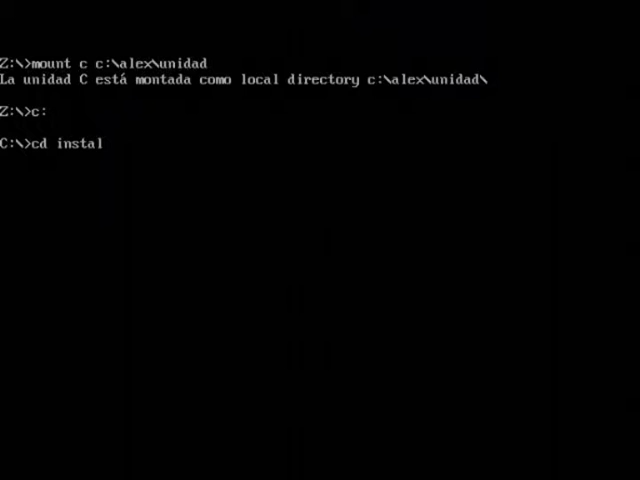 Z:\>mount c c:\alex\unidad
La unidad C está montada como local directory c:\alex\unidad\
Z:\>c:
C:\>cd instal